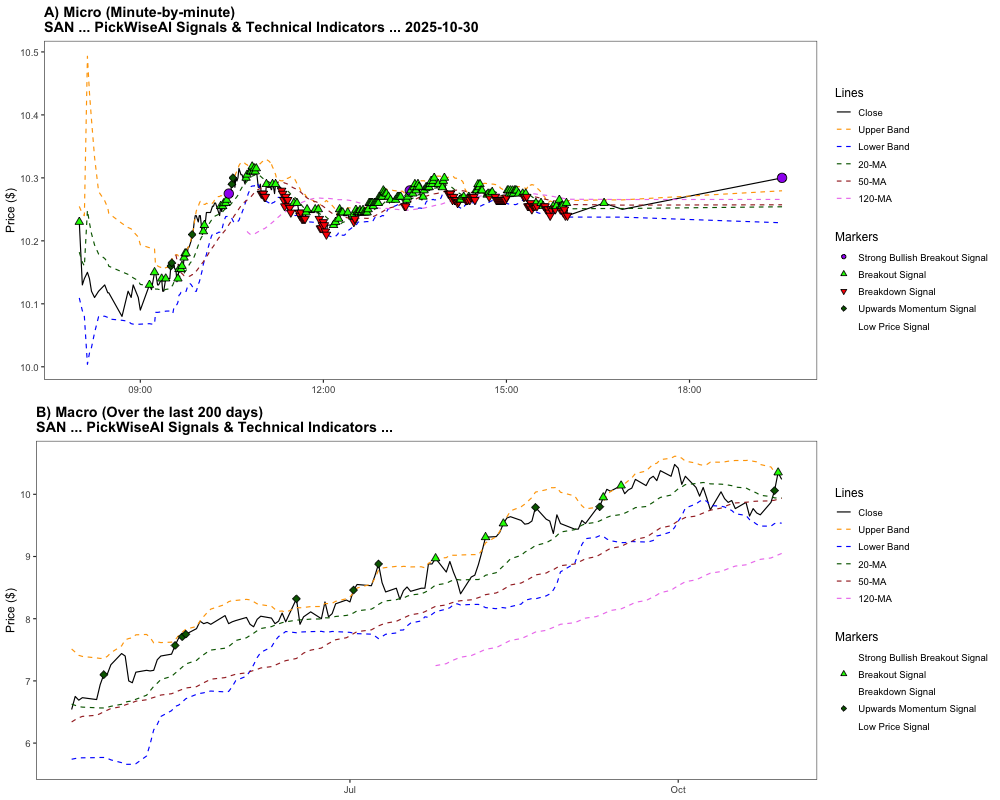 A) Micro (Minute-by-minute)
SAN ... PickWiseAI Signals & Technical Indicators ... 2025-10-30
10.5
10.4
10.3
10.2
10.1
10.0
Price ($)
09:00
12:00
15:00
18:00
Lines
Close
Upper Band
Lower Band
20-MA
50-MA
120-MA
Markers
Strong Bullish Breakout Signal
Breakout Signal
Breakdown Signal
Upwards Momentum Signal
Low Price Signal
B) Macro (Over the last 200 days)
SAN ... PickWiseAI Signals & Technical Indicators ...
10
9
8
7
6
Price ($)
Jul
Oct
Lines
Close
Upper Band
Lower Band
20-MA
50-MA
120-MA
Markers
Strong Bullish Breakout Signal
Breakout Signal
Breakdown Signal
Upwards Momentum Signal
Low Price Signal